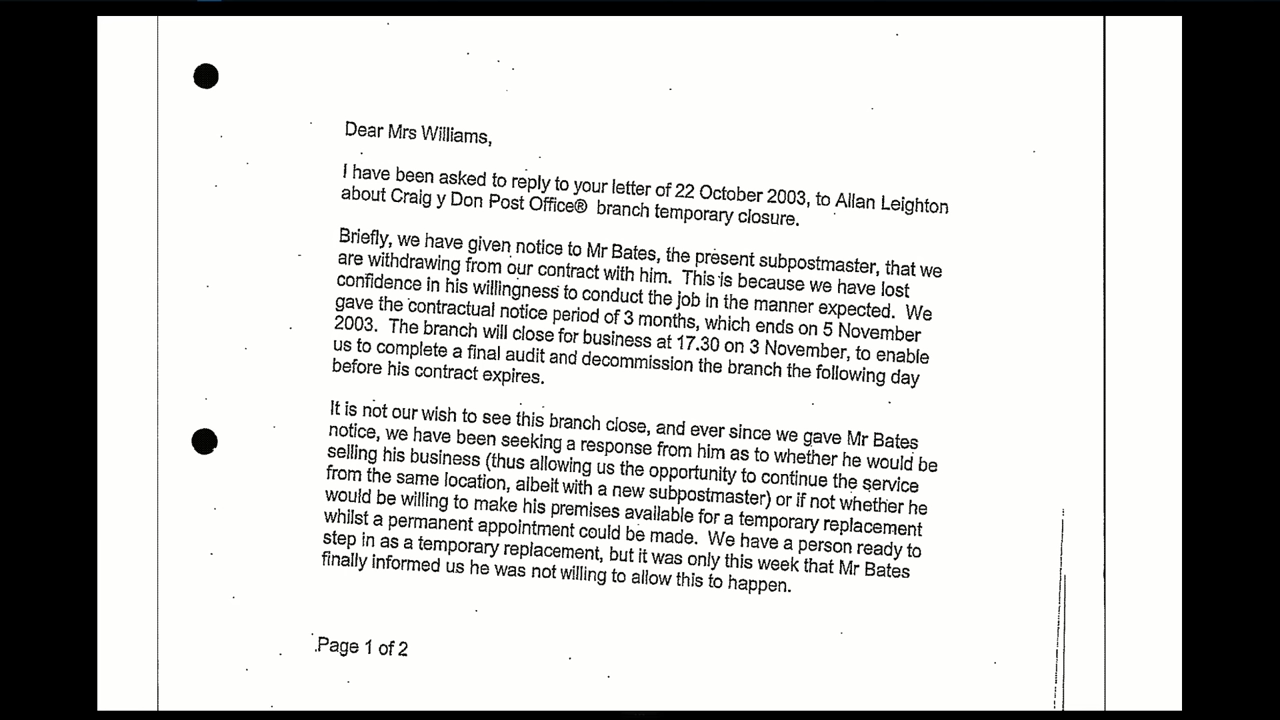 Dear Mrs Williams,
I have been asked to reply to your letter of 22 October 2003, to Allan Leighton
about Craig y Don Post Office® branch temporary closure.
Briefly, we have given notice to Mr Bates, the present subpostmaster, that we
are withdrawing from our contract with him. This is because we have lost
confidence in his willingness to conduct the job in the manner expected. We
gave the contractual notice period of 3 months, which ends on 5 November
2003. The branch will close for business at 17.30 on 3 November, to enable
us to complete a final audit and decommission the branch the following day
before his contract expires.
It is not our wish to see this branch close, and ever since we gave Mr Bates
notice, we have been seeking a response from him as to whether he would be
selling his business (thus allowing us the opportunity to continue the service
from the same location, albeit with a new subpostmaster) or if not whether he
would be willing to make his premises available for a temporary replacement
whilst a permanent appointment could be made. We have a person ready to
step in as a temporary replacement, but it was only this week that Mr Bates
finally informed us he was not willing to allow this to happen.
Page 1 of 2